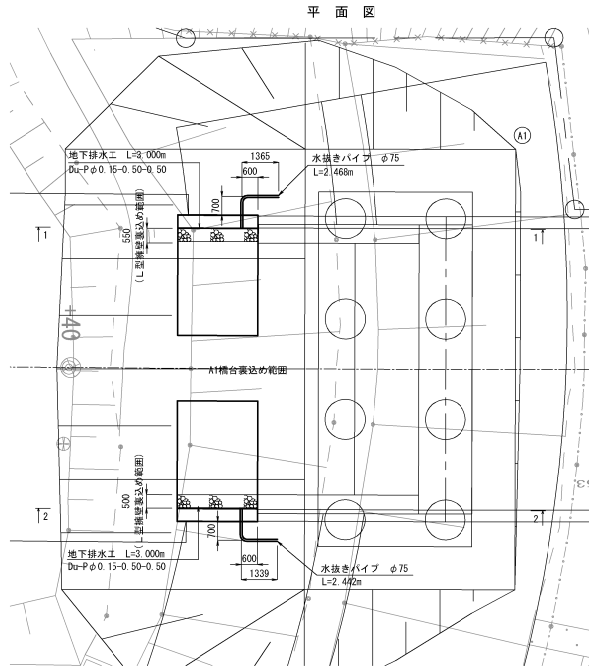 平面図
A1
1365
地下排水工 L=3.000m
Du-Pφ0.15-0.50-0.50
600
水抜きパイプ φ75
L=2.468m
700
1
550
(L型擁壁裏込め範囲)
1
+40
A1橋台裏込め範囲
500
(L型擁壁裏込め範囲)
2
700
2
地下排水工 L=3.000m
Du-Pφ0.15-0.50-0.50
600
1339
水抜きパイプ φ75
L=2.442m